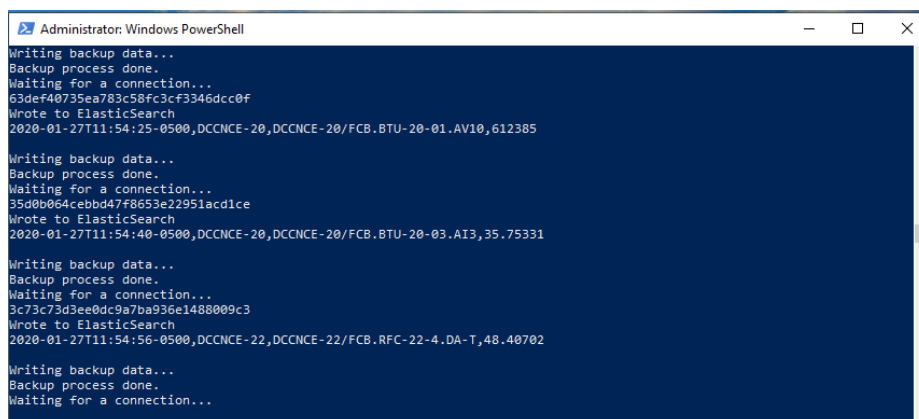 Administrator: Windows PowerShell
Writing backup data...
Backup process done.
Waiting for a connection...
63def40735ea783c58fc3cf3346dcc0f
Wrote to ElasticSearch
2020-01-27T11:54:25-0500,DCCNCE-20,DCCNCE-20/FCB.BTU-20-01.AV10,612385
Writing backup data...
Backup process done.
Waiting for a connection...
35d0b064cebbd47f8653e22951acd1ce
Wrote to ElasticSearch
2020-01-27T11:54:40-0500,DCCNCE-20,DCCNCE-20/FCB.BTU-20-03.AI3,35.75331
Writing backup data...
Backup process done.
Waiting for a connection...
3c73c73d3ee0dc9a7ba936e1488009c3
Wrote to ElasticSearch
2020-01-27T11:54:56-0500,DCCNCE-22,DCCNCE-22/FCB.RFC-22-4.DA-T,48.40702
Writing backup data...
Backup process done.
Waiting for a connection...